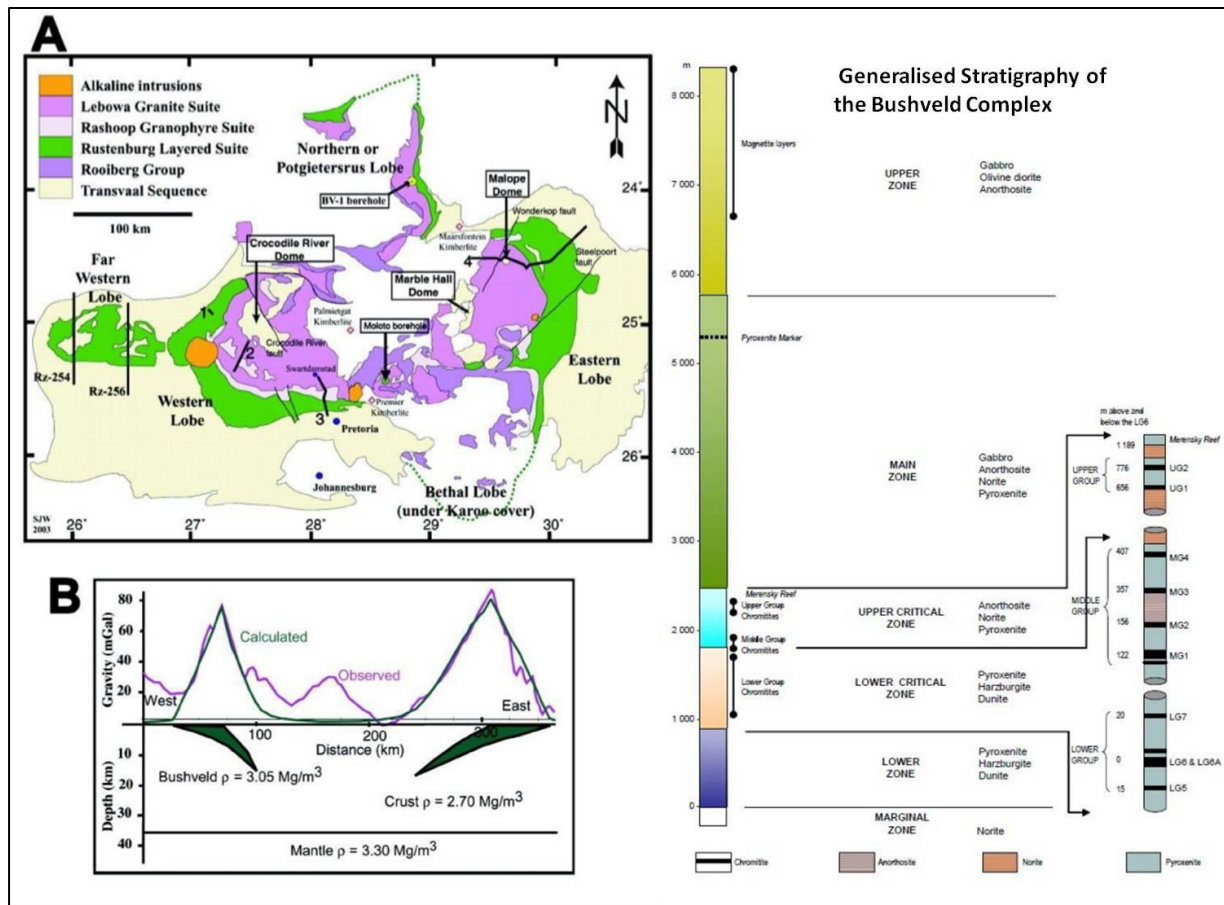 A
Alkaline intrusions
Lebowa Granite Suite
Rashoop Granophyre Suite
Rustenburg Layered Suite
Rooiberg Group
Transvaal Sequence
100 km
N
Northern or
Potgietersrus Lobe
BV-1 borehole
Malope
Dome
Wonderkop fault
Maarsfontein
Kimberlite
Steelpoort
fault
4
Crocodile River
Dome
Marble Hall
Dome
Far
Western
Lobe
1
2
Palmietgat
Kimberlite
Moloto borehole
Crocodile River
fault
Swartdamstad
Rz-254
Rz-256
Western
Lobe
3
Premier
Kimberlite
Pretoria
Johannesburg
Eastern
Lobe
Bethal Lobe
(under Karoo cover)
SJW
2003
24°
25°
26°
26°
27°
28°
29°
30°
B
Gravity (mGal)
80
60
40
20
Calculated
Observed
West
East
100
200
300
Distance (km)
Depth (km)
10
20
30
40
Bushveld ρ = 3.05 Mg/m³
Crust ρ = 2.70 Mg/m³
Mantle ρ = 3.30 Mg/m³
Generalised Stratigraphy of
the Bushveld Complex
m
8 000
7 000
6 000
5 000
4 000
3 000
2 000
1 000
0
Magnetite layers
UPPER
ZONE
Gabbro
Olivine diorite
Anorthosite
Pyroxenite Marker
MAIN
ZONE
Gabbro
Anorthosite
Norite
Pyroxenite
Merensky Reef
Upper Group
Chromitites
UPPER CRITICAL
ZONE
Anorthosite
Norite
Pyroxenite
Middle Group
Chromitites
Lower Group
Chromitites
LOWER CRITICAL
ZONE
Pyroxenite
Harzburgite
Dunite
LOWER
ZONE
Pyroxenite
Harzburgite
Dunite
MARGINAL
ZONE
Norite
m above and
below the LG6
1 189
Merensky Reef
UPPER
GROUP
776
UG2
656
UG1
MIDDLE
GROUP
407
MG4
357
MG3
156
MG2
122
MG1
LOWER
GROUP
20
LG7
0
LG6 & LG6A
15
LG5
Chromitite
Anorthosite
Norite
Pyroxenite